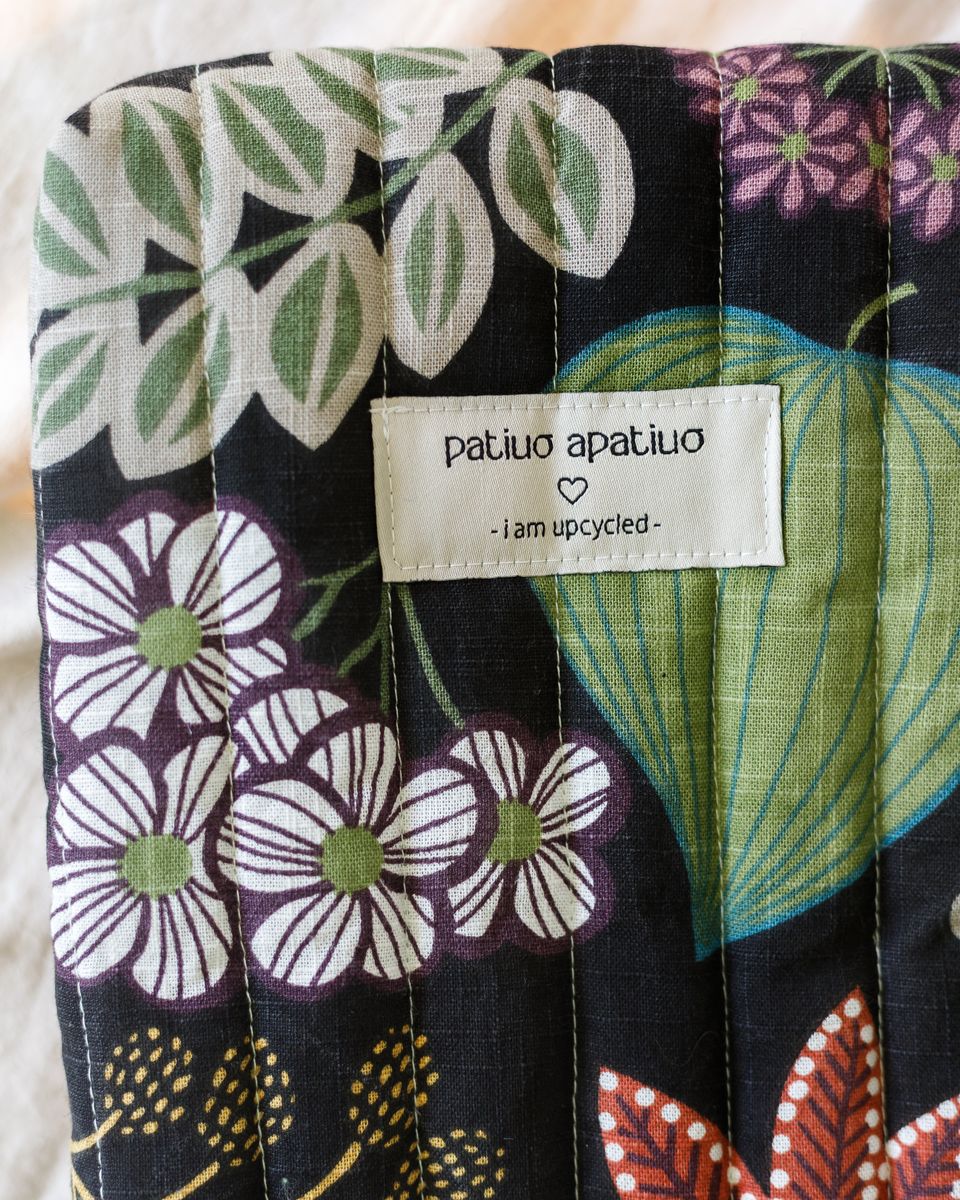 patiuo apatiuo
- i am upcycled -